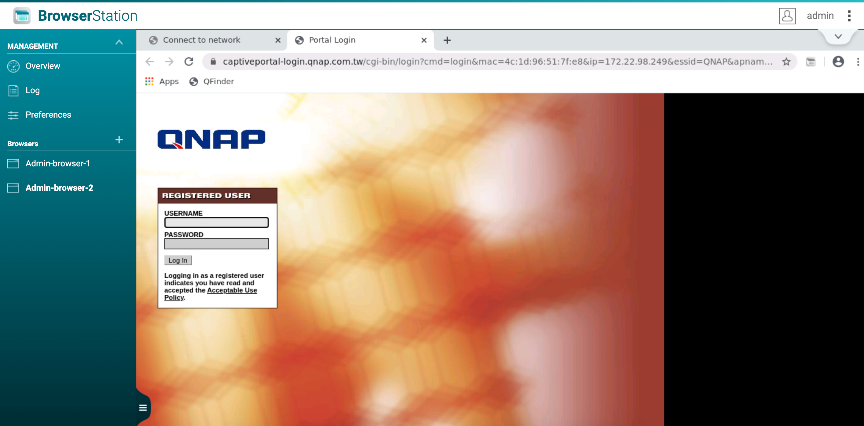 BrowserStation
admin
MANAGEMENT
Overview
Log
Preferences
Browsers
Admin-browser-1
Admin-browser-2
Connect to network
Portal Login
captiveportal-login.qnap.com.tw/cgi-bin/login?cmd=login&mac=4c:1d:96:51:7f:e8&ip=172.22.98.249&essid=QNAP&apnam...
Apps
QFinder
QNAP
REGISTERED USER
USERNAME
PASSWORD
Log In
Logging in as a registered user
indicates you have read and
accepted the Acceptable Use
Policy.